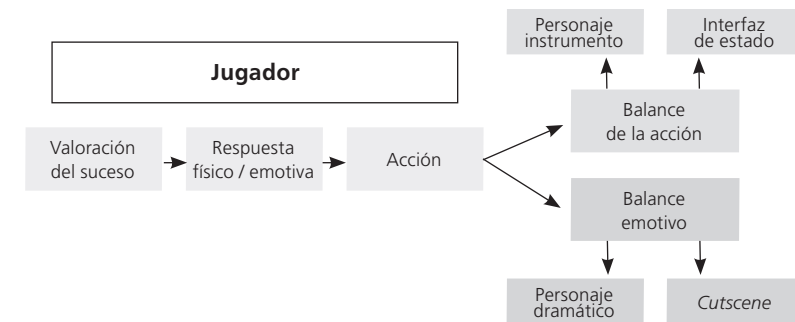 Personaje
instrumento
Interfaz
de estado
Jugador
Balance
de la acción
Valoración
del suceso
Respuesta
físico / emotiva
Acción
Balance
emotivo
Personaje
dramático
Cutscene